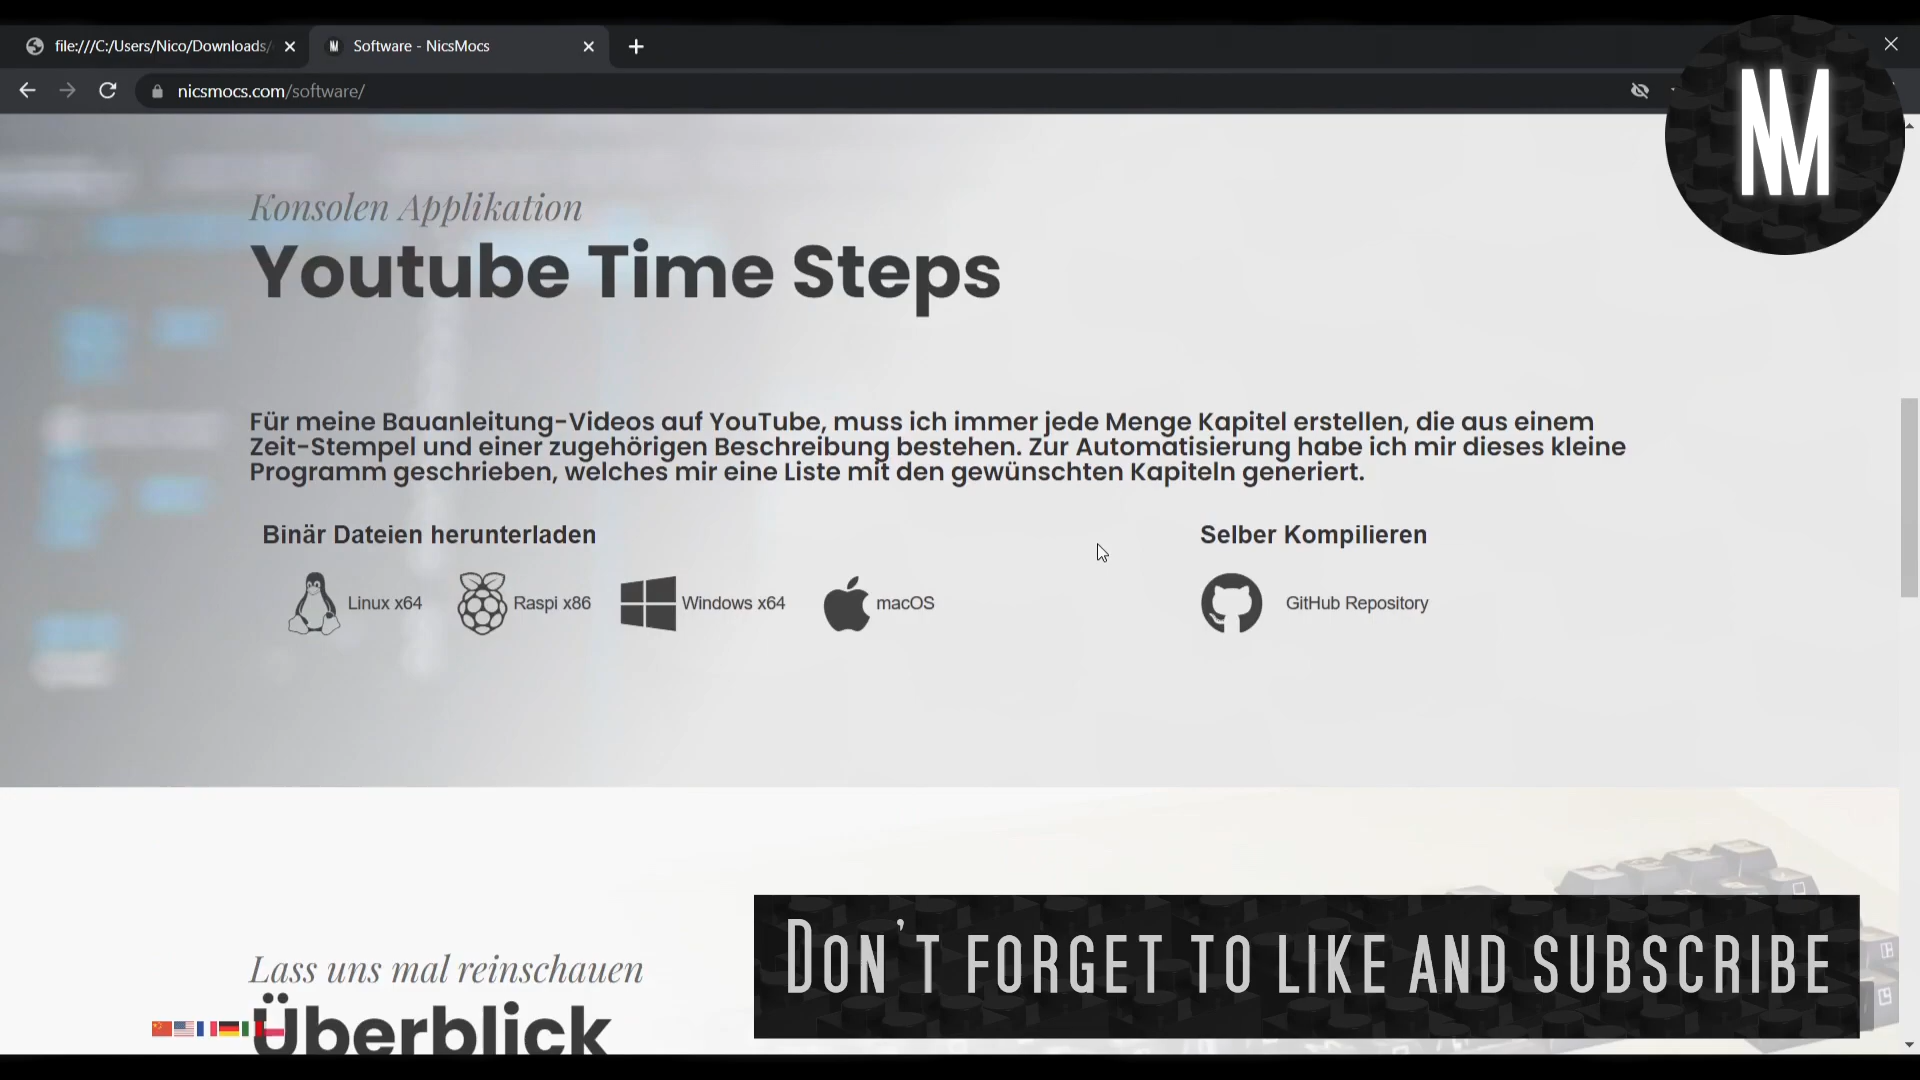 file:///C:/Users/Nico/Downloads/
Software - NicsMocs
nicsmocs.com/software/
NM
Konsolen Applikation
Youtube Time Steps
Für meine Bauanleitung-Videos auf YouTube, muss ich immer jede Menge Kapitel erstellen, die aus einem
Zeit-Stempel und einer zugehörigen Beschreibung bestehen. Zur Automatisierung habe ich mir dieses kleine
Programm geschrieben, welches mir eine Liste mit den gewünschten Kapiteln generiert.
Binär Dateien herunterladen
Selber Kompilieren
Linux x64
Raspi x86
Windows x64
macOS
GitHub Repository
Lass uns mal reinschauen
Überblick
DON'T FORGET TO LIKE AND SUBSCRIBE